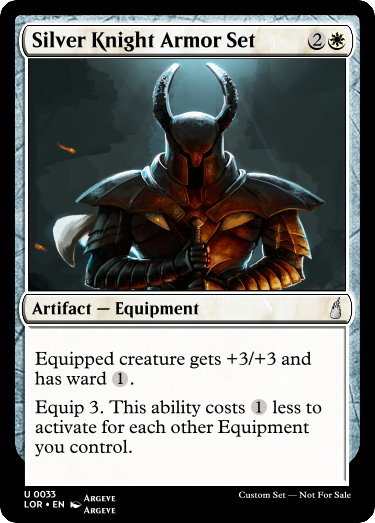 Silver Knight Armor Set 2
Artifact — Equipment
Equipped creature gets +3/+3 and
has ward 1.
Equip 3. This ability costs 1 less to
activate for each other Equipment
you control.
U 0033
LOR • EN ARGEVE
ARGEVE
Custom Set — Not For Sale